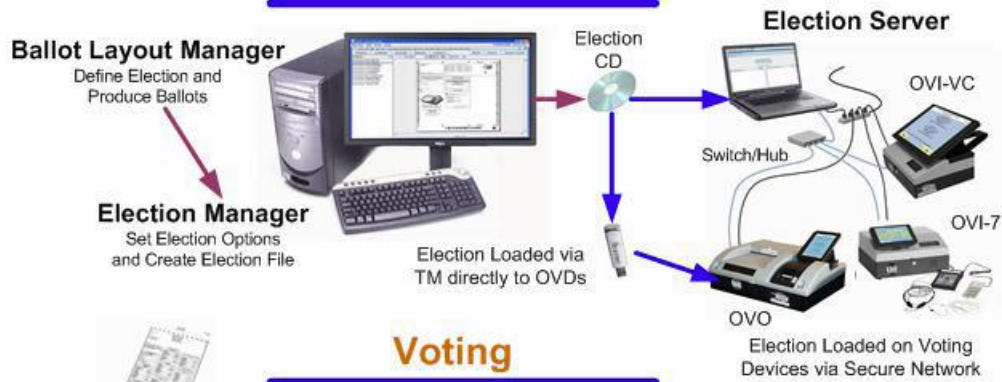 Ballot Layout Manager
Define Election and
Produce Ballots
Election Manager
Set Election Options
and Create Election File
Election
CD
Election Loaded via
TM directly to OVDs
Election Server
OVI-VC
Switch/Hub
OVI-7
OVO
Election Loaded on Voting
Devices via Secure Network
Voting